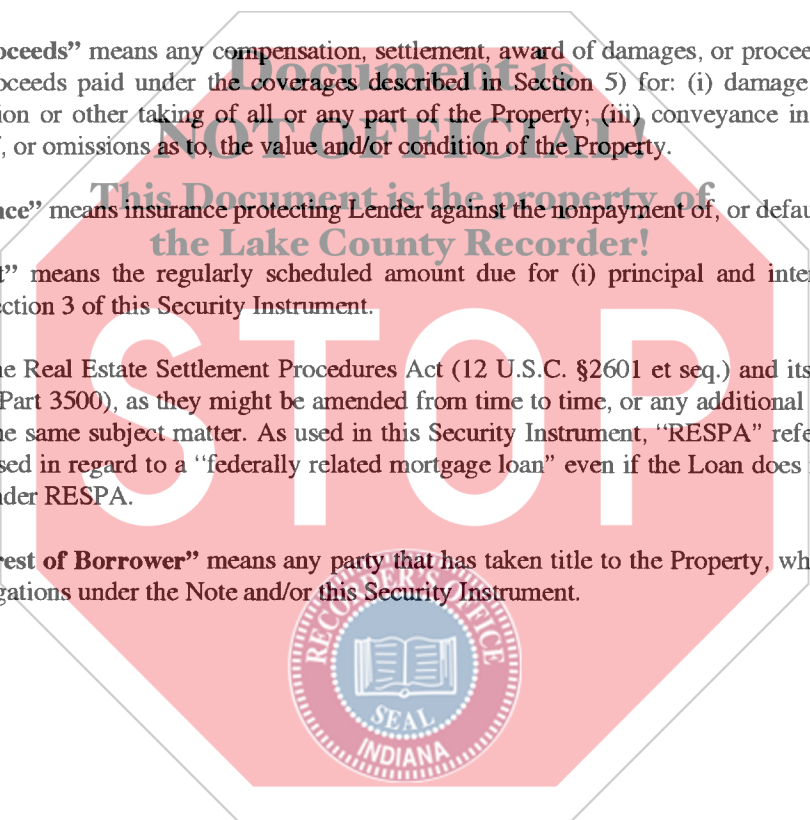 oceeds” means any compensation, settlement, award of damages, or procee
oceeds paid under the coverages described in Section 5) for: (i) damage
Document is
ion or other taking of all or any part of the Property; (iii) conveyance in
, or omissions as to, the value and/or condition of the Property.
NOT OFFICIAL!
This Document is the property of
nce” means insurance protecting Lender against the nonpayment of, or defau
the Lake County Recorder!
t” means the regularly scheduled amount due for (i) principal and inte
ection 3 of this Security Instrument.
STOP
he Real Estate Settlement Procedures Act (12 U.S.C. §2601 et seq.) and its
Part 3500), as they might be amended from time to time, or any additional
he same subject matter. As used in this Security Instrument, “RESPA” refe
sed in regard to a “federally related mortgage loan” even if the Loan does
nder RESPA.
rest of Borrower” means any party that has taken title to the Property, wh
gations under the Note and/or this Security Instrument.
RECORDER'S OFFICE
SEAL
INDIANA